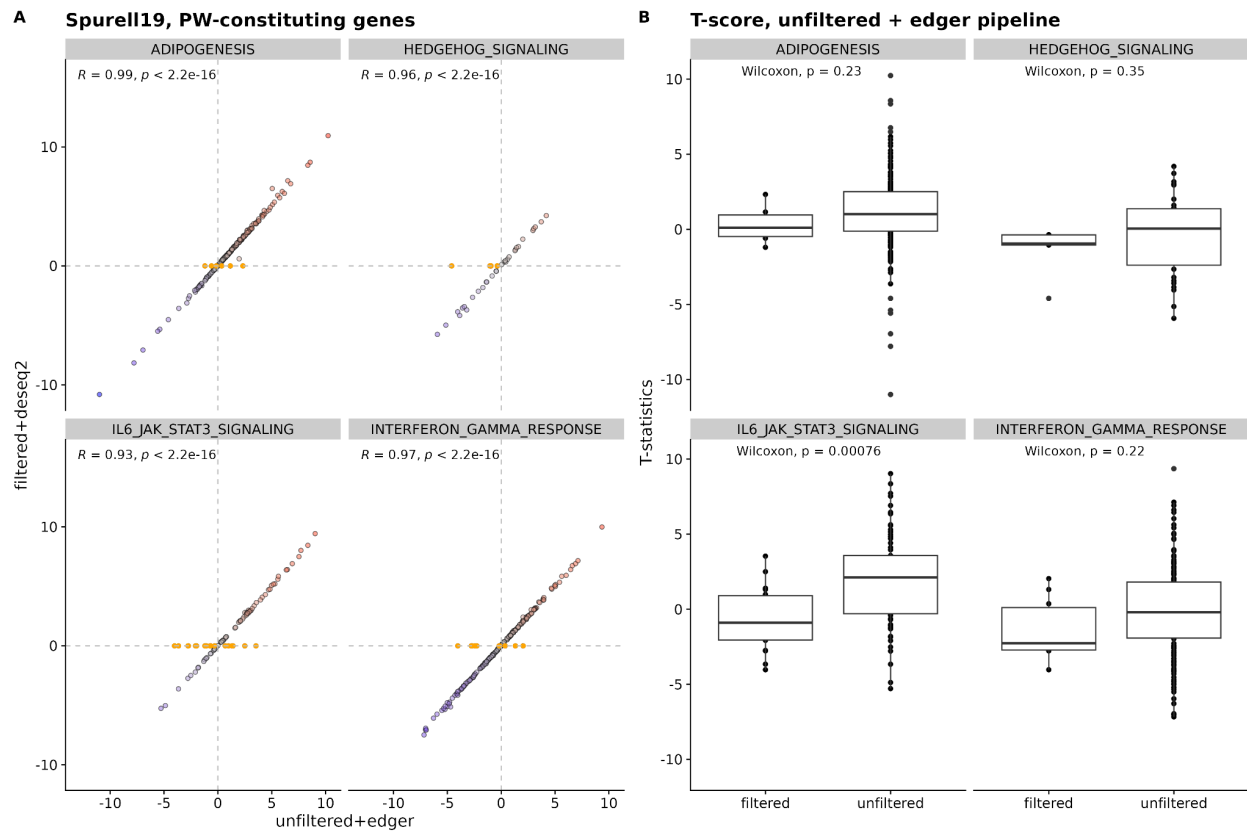 A
Spurell19, PW-constituting genes
ADIPOGENESIS
HEDGEHOG_SIGNALING
R = 0.99, p < 2.2e-16
R = 0.96, p < 2.2e-16
10
0
-10
IL6_JAK_STAT3_SIGNALING
INTERFERON_GAMMA_RESPONSE
R = 0.93, p < 2.2e-16
R = 0.97, p < 2.2e-16
10
0
-10
-10
-5
0
5
10
-10
-5
0
5
10
filtered+deseq2
unfiltered+edger
B
T-score, unfiltered + edger pipeline
ADIPOGENESIS
HEDGEHOG_SIGNALING
Wilcoxon, p = 0.23
Wilcoxon, p = 0.35
10
5
0
-5
-10
IL6_JAK_STAT3_SIGNALING
INTERFERON_GAMMA_RESPONSE
Wilcoxon, p = 0.00076
Wilcoxon, p = 0.22
10
5
0
-5
-10
filtered
unfiltered
filtered
unfiltered
T-statistics